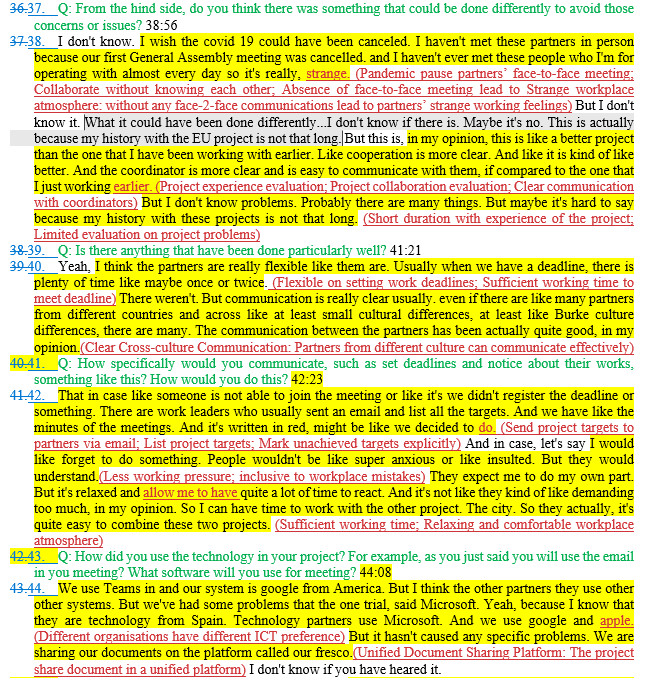 36.37. Q: From the hind side, do you think there was something that could be done differently to avoid those
concerns or issues? 38:56
37.38. I don't know. I wish the covid 19 could have been canceled. I haven't met these partners in person
because our first General Assembly meeting was cancelled. and I haven't ever met these people who I'm for
operating with almost every day so it's really, strange. (Pandemic pause partners' face-to-face meeting;
Collaborate without knowing each other; Absence of face-to-face meeting lead to Strange workplace
atmosphere: without any face-2-face communications lead to partners' strange working feelings) But I don't
know it. What it could have been done differently...I don't know if there is. Maybe it's no. This is actually
because my history with the EU project is not that long. But this is, in my opinion, this is like a better project
than the one that I have been working with earlier. Like cooperation is more clear. And like it is kind of like
better. And the coordinator is more clear and is easy to communicate with them, if compared to the one that
I just working earlier. (Project experience evaluation; Project collaboration evaluation; Clear communication
with coordinators) But I don't know problems. Probably there are many things. But maybe it's hard to say
because my history with these projects is not that long. (Short duration with experience of the project;
Limited evaluation on project problems)
38.39. Q: Is there anything that have been done particularly well? 41:21
39.40. Yeah, I think the partners are really flexible like them are. Usually when we have a deadline, there is
plenty of time like maybe once or twice. (Flexible on setting work deadlines; Sufficient working time to
meet deadline) There weren't. But communication is really clear usually. even if there are like many partners
from different countries and across like at least small cultural differences, at least like Burke culture
differences, there are many. The communication between the partners has been actually quite good, in my
opinion.(Clear Cross-culture Communication: Partners from different culture can communicate effectively)
40.41. Q: How specifically would you communicate, such as set deadlines and notice about their works,
something like this? How would you do this? 42:23
41.42. That in case like someone is not able to join the meeting or like it's we didn't register the deadline or
something. There are work leaders who usually sent an email and list all the targets. And we have like the
minutes of the meetings. And it's written in red, might be like we decided to do. (Send project targets to
partners via email; List project targets; Mark unachieved targets explicitly) And in case, let's say I would
like forget to do something. People wouldn't be like super anxious or like insulted. But they would
understand.(Less working pressure; inclusive to workplace mistakes) They expect me to do my own part.
But it's relaxed and allow me to have quite a lot of time to react. And it's not like they kind of like demanding
too much, in my opinion. So I can have time to work with the other project. The city. So they actually, it's
quite easy to combine these two projects. (Sufficient working time; Relaxing and comfortable workplace
atmosphere)
42.43. Q: How did you use the technology in your project? For example, as you just said you will use the email
in you meeting? What software will you use for meeting? 44:08
43.44. We use Teams in and our system is google from America. But I think the other partners they use other
other systems. But we've had some problems that the one trial, said Microsoft. Yeah, because I know that
they are technology from Spain. Technology partners use Microsoft. And we use google and apple.
(Different organisations have different ICT preference) But it hasn't caused any specific problems. We are
sharing our documents on the platform called our fresco.(Unified Document Sharing Platform: The project
share document in a unified platform) I don't know if you have heard it.